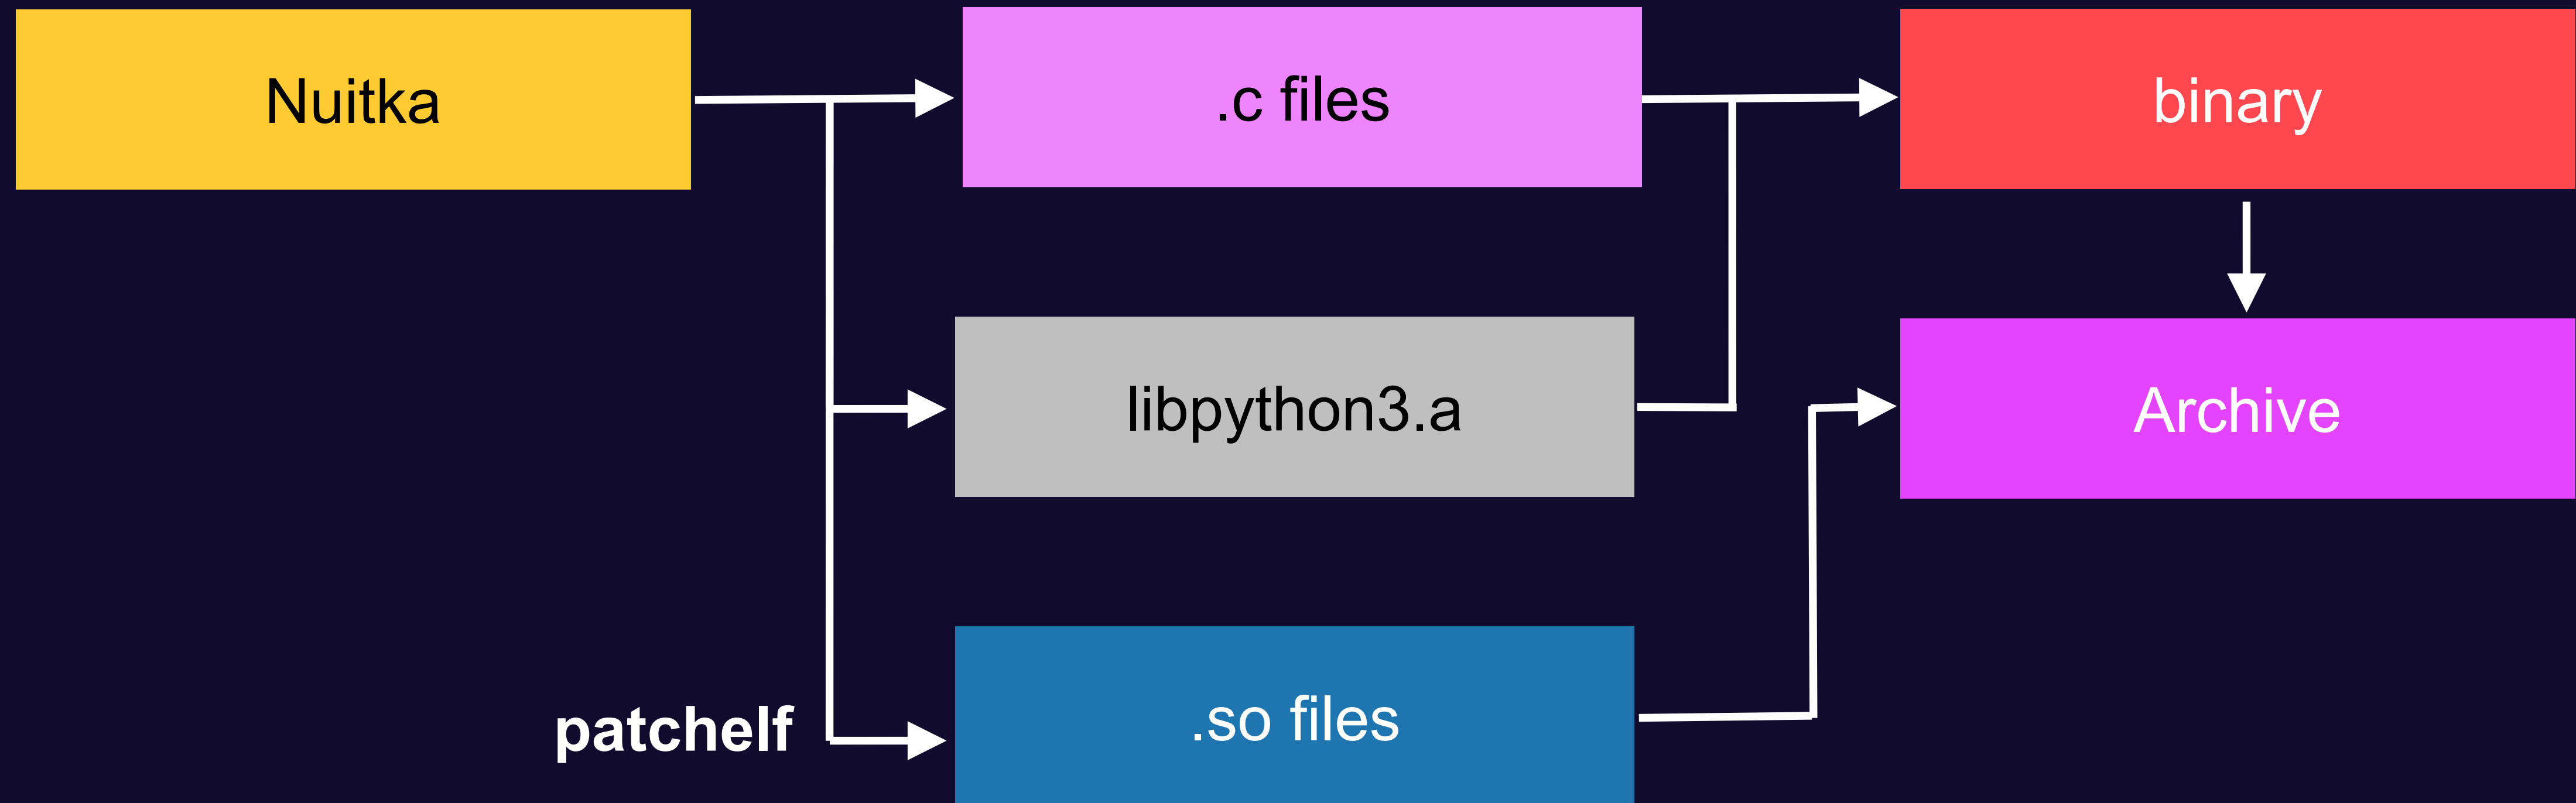 Nuitka
.c files
binary
libpython3.a
Archive
patchelf
.so files